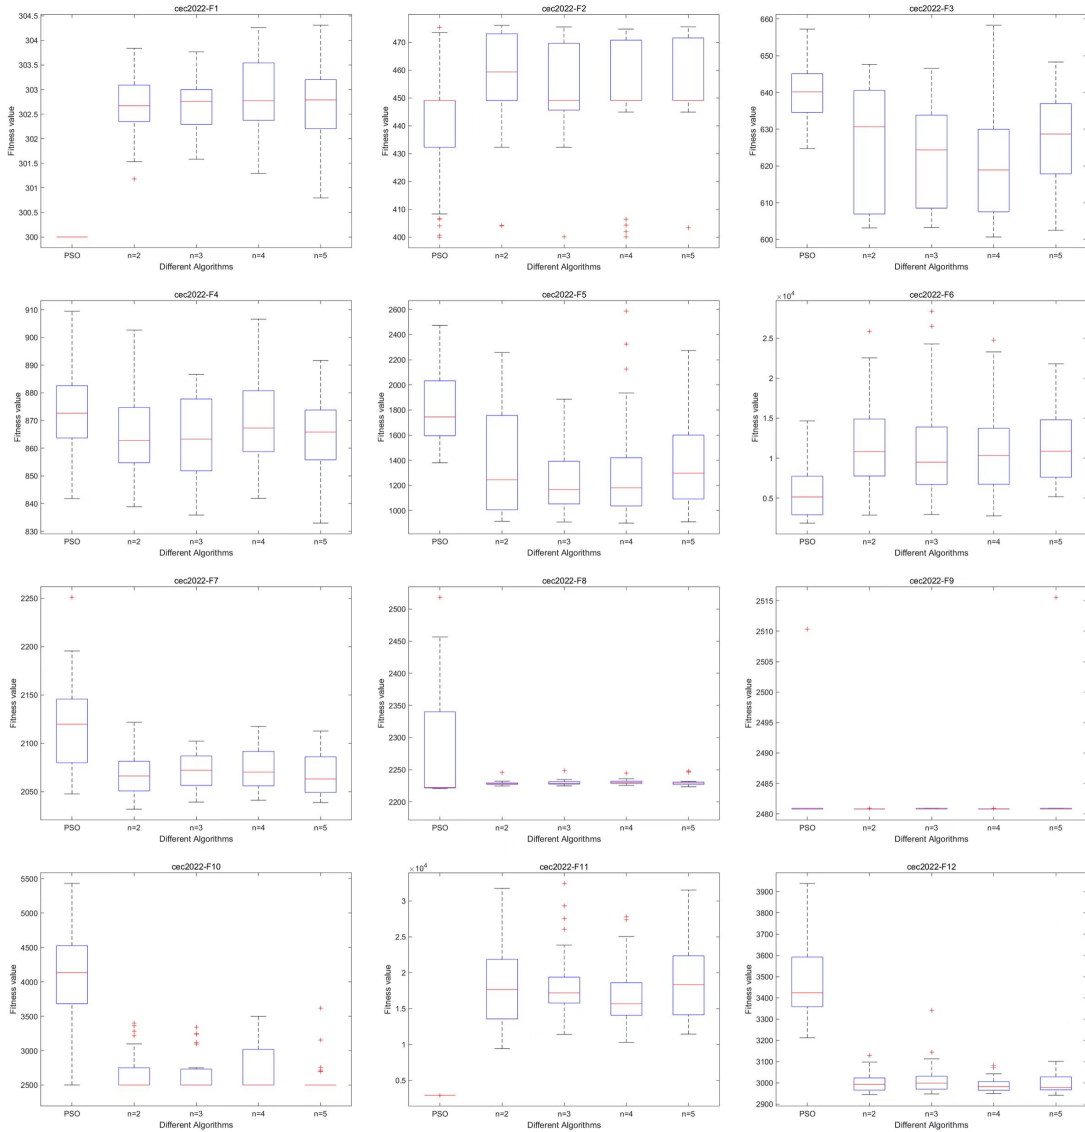 cec2022-F1
304.5
304
303.5
303
302.5
302
301.5
301
300.5
300
Fitness value
PSO n=2 n=3 n=4 n=5
Different Algorithms
cec2022-F2
470
460
450
440
430
420
410
400
Fitness value
PSO n=2 n=3 n=4 n=5
Different Algorithms
cec2022-F3
660
650
640
630
620
610
600
Fitness value
PSO n=2 n=3 n=4 n=5
Different Algorithms
cec2022-F4
910
900
890
880
870
860
850
840
830
Fitness value
PSO n=2 n=3 n=4 n=5
Different Algorithms
cec2022-F5
2600
2400
2200
2000
1800
1600
1400
1200
1000
Fitness value
PSO n=2 n=3 n=4 n=5
Different Algorithms
cec2022-F6
×10⁴
2.5
2
1.5
1
0.5
Fitness value
PSO n=2 n=3 n=4 n=5
Different Algorithms
cec2022-F7
2250
2200
2150
2100
2050
Fitness value
PSO n=2 n=3 n=4 n=5
Different Algorithms
cec2022-F8
2500
2450
2400
2350
2300
2250
2200
Fitness value
PSO n=2 n=3 n=4 n=5
Different Algorithms
cec2022-F9
2515
2510
2505
2500
2495
2490
2485
2480
Fitness value
PSO n=2 n=3 n=4 n=5
Different Algorithms
cec2022-F10
5500
5000
4500
4000
3500
3000
2500
Fitness value
PSO n=2 n=3 n=4 n=5
Different Algorithms
cec2022-F11
×10⁴
3
2.5
2
1.5
1
0.5
Fitness value
PSO n=2 n=3 n=4 n=5
Different Algorithms
cec2022-F12
3900
3800
3700
3600
3500
3400
3300
3200
3100
3000
2900
Fitness value
PSO n=2 n=3 n=4 n=5
Different Algorithms